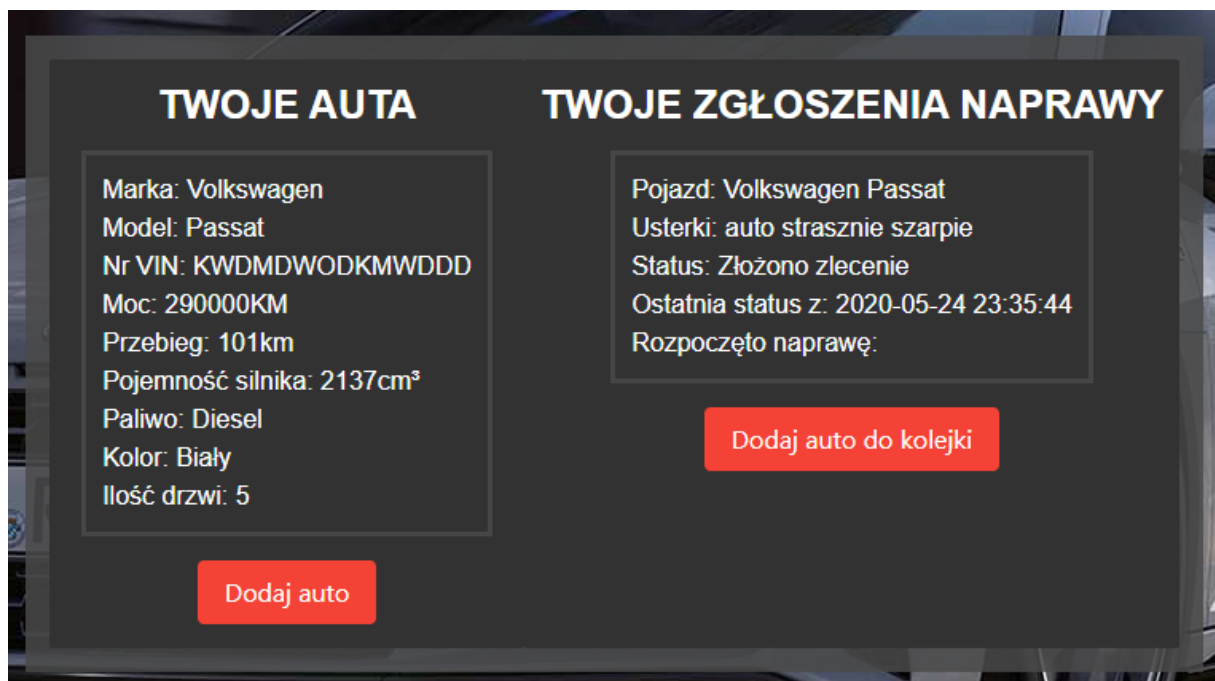 TWOJE AUTA
Marka: Volkswagen
Model: Passat
Nr VIN: KWDMDWODKMWDDD
Moc: 290000KM
Przebieg: 101km
Pojemność silnika: 2137cm³
Paliwo: Diesel
Kolor: Biały
Ilość drzwi: 5
Dodaj auto
TWOJE ZGŁOSZENIA NAPRAWY
Pojazd: Volkswagen Passat
Usterki: auto strasznie szarpie
Status: Złożono zlecenie
Ostatnia status z: 2020-05-24 23:35:44
Rozpoczęto naprawę:
Dodaj auto do kolejki